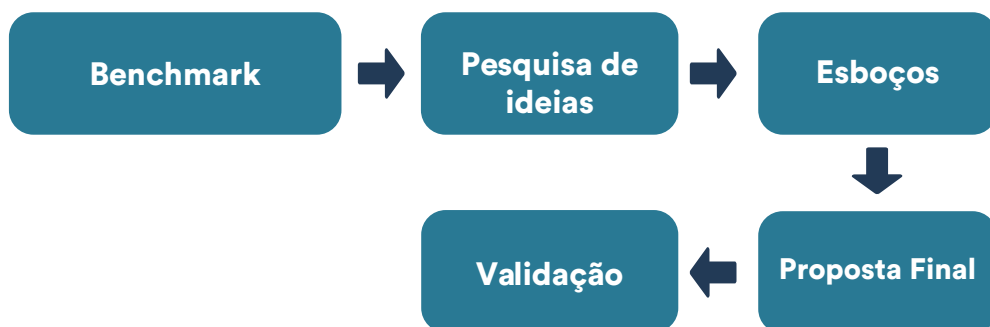 Benchmark
Pesquisa de
ideias
Esboços
Proposta Final
Validação